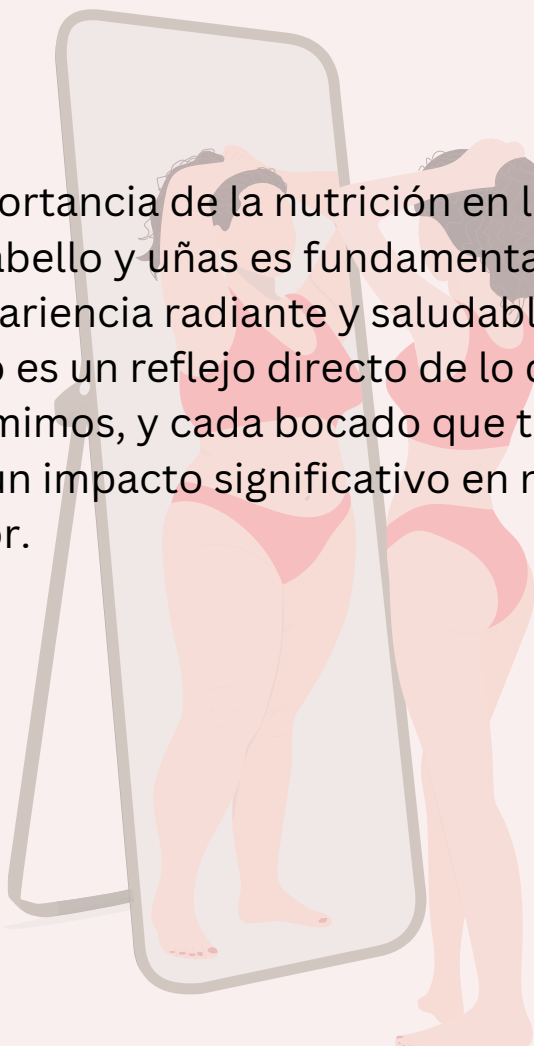 ortancia de la nutrición en l
abello y uñas es fundamenta
ariencia radiante y saludabl
o es un reflejo directo de lo
mimos, y cada bocado que t
un impacto significativo en
or.